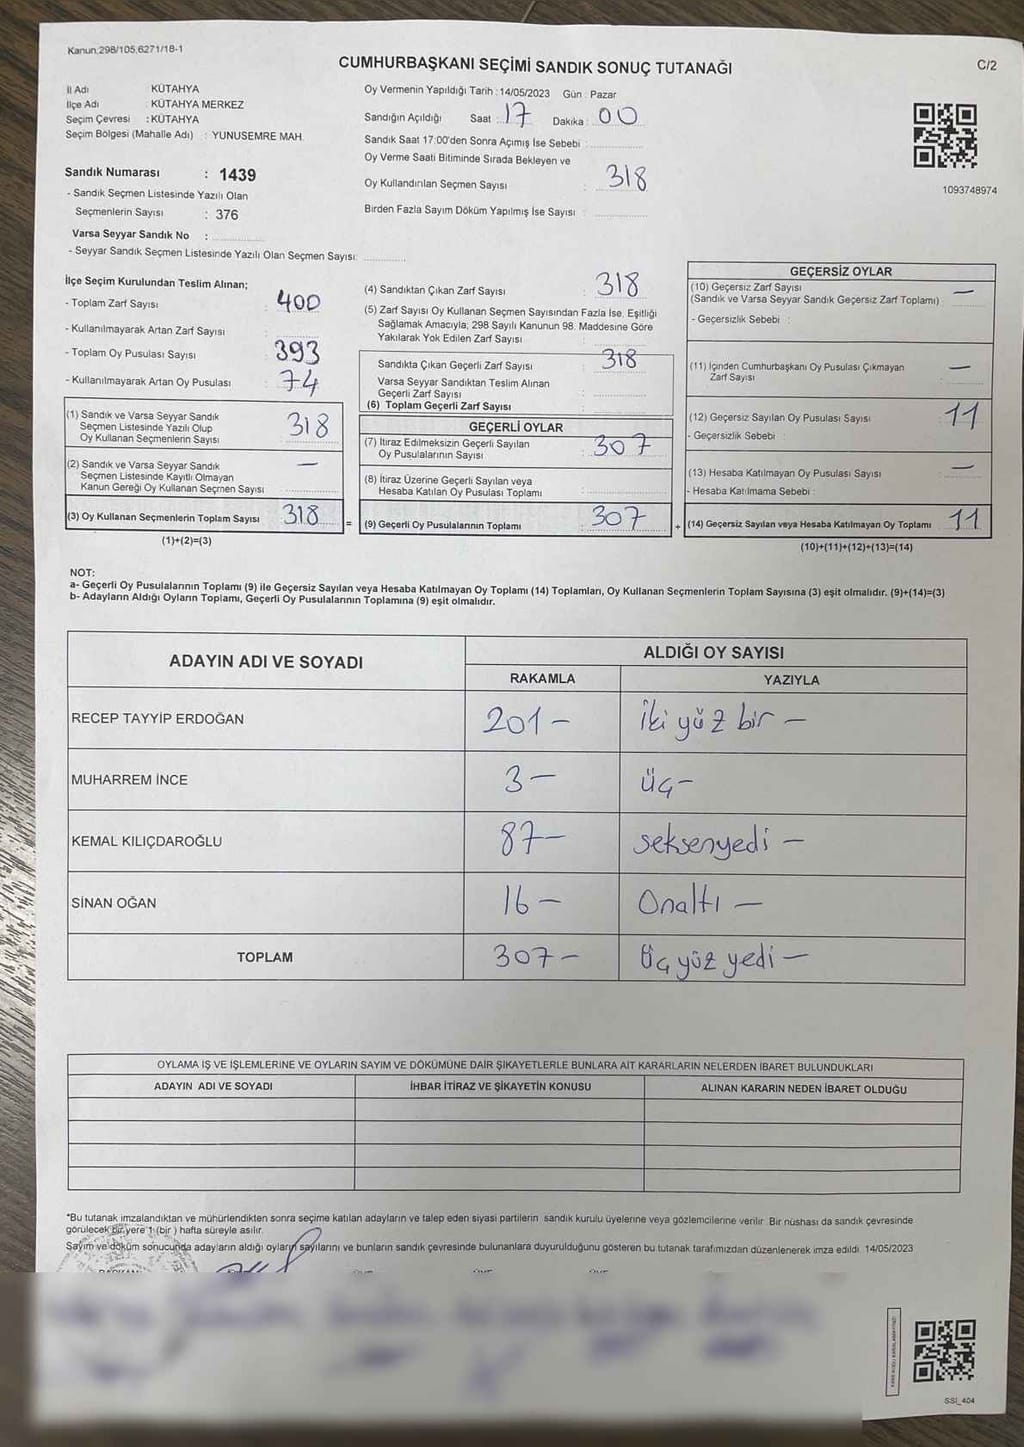 Kanun:298/105,6271/18-1
CUMHURBAŞKANI SEÇİMİ SANDIK SONUÇ TUTANAĞI
C/2
İl Adı KÜTAHYA
İlçe Adı : KÜTAHYA MERKEZ
Seçim Çevresi : KÜTAHYA
Seçim Bölgesi (Mahalle Adı) : YUNUSEMRE MAH.
Sandık Numarası : 1439
- Sandık Seçmen Listesinde Yazılı Olan
Seçmenlerin Sayısı : 376
Varsa Seyyar Sandık No :
- Seyyar Sandık Seçmen Listesinde Yazılı Olan Seçmen Sayısı:
Oy Vermenin Yapıldığı Tarih : 14/05/2023 Gün : Pazar
Sandığın Açıldığı Saat : 17 Dakika : 00
Sandık Saat 17:00'den Sonra Açımış İse Sebebi :
Oy Verme Saati Bitiminde Sırada Bekleyen ve
Oy Kullandırılan Seçmen Sayısı : 318
Birden Fazla Sayım Döküm Yapılmış İse Sayısı :
1093748974
İlçe Seçim Kurulundan Teslim Alınan;
- Toplam Zarf Sayısı : 400
- Kullanılmayarak Artan Zarf Sayısı :
- Toplam Oy Pusulası Sayısı : 393
- Kullanılmayarak Artan Oy Pusulası : 74
(1) Sandık ve Varsa Seyyar Sandık
Seçmen Listesinde Yazılı Olup
Oy Kullanan Seçmenlerin Sayısı : 318
(2) Sandık ve Varsa Seyyar Sandık
Seçmen Listesinde Kayıtlı Olmayan
Kanun Gereği Oy Kullanan Seçmen Sayısı : —
(3) Oy Kullanan Seçmenlerin Toplam Sayısı : 318
(1)+(2)=(3)
=
(4) Sandıktan Çıkan Zarf Sayısı : 318
(5) Zarf Sayısı Oy Kullanan Seçmen Sayısından Fazla İse, Eşitliği
Sağlamak Amacıyla; 298 Sayılı Kanunun 98. Maddesine Göre
Yakılarak Yok Edilen Zarf Sayısı :
Sandıkta Çıkan Geçerli Zarf Sayısı : 318
Varsa Seyyar Sandıktan Teslim Alınan
Geçerli Zarf Sayısı :
(6) Toplam Geçerli Zarf Sayısı :
GEÇERLİ OYLAR
(7) İtiraz Edilmeksizin Geçerli Sayılan
Oy Pusulalarının Sayısı : 307
(8) İtiraz Üzerine Geçerli Sayılan veya
Hesaba Katılan Oy Pusulası Toplamı :
(9) Geçerli Oy Pusulalarının Toplamı : 307
+
GEÇERSİZ OYLAR
(10) Geçersiz Zarf Sayısı
(Sandık ve Varsa Seyyar Sandık Geçersiz Zarf Toplamı) : —
- Geçersizlik Sebebi :
(11) İçinden Cumhurbaşkanı Oy Pusulası Çıkmayan
Zarf Sayısı : —
(12) Geçersiz Sayılan Oy Pusulası Sayısı : 11
- Geçersizlik Sebebi :
(13) Hesaba Katılmayan Oy Pusulası Sayısı : —
- Hesaba Katılmama Sebebi :
(14) Geçersiz Sayılan veya Hesaba Katılmayan Oy Toplamı : 11
(10)+(11)+(12)+(13)=(14)
NOT:
a- Geçerli Oy Pusulalarının Toplamı (9) ile Geçersiz Sayılan veya Hesaba Katılmayan Oy Toplamı (14) Toplamları, Oy Kullanan Seçmenlerin Toplam Sayısına (3) eşit olmalıdır. (9)+(14)=(3)
b- Adayların Aldığı Oyların Toplamı, Geçerli Oy Pusulalarının Toplamına (9) eşit olmalıdır.
ADAYIN ADI VE SOYADI
ALDIĞI OY SAYISI
RAKAMLA YAZIYLA
RECEP TAYYİP ERDOĞAN 201 — İki yüz bir —
MUHARREM İNCE 3 — üç —
KEMAL KILIÇDAROĞLU 87 — seksenyedi —
SİNAN OĞAN 16 — Onaltı —
TOPLAM 307 — Üç yüz yedi —
OYLAMA İŞ VE İŞLEMLERİNE VE OYLARIN SAYIM VE DÖKÜMÜNE DAİR ŞİKAYETLERLE BUNLARA AİT KARARLARIN NELERDEN İBARET BULUNDUKLARI
ADAYIN ADI VE SOYADI İHBAR İTİRAZ VE ŞİKAYETİN KONUSU ALINAN KARARIN NEDEN İBARET OLDUĞU
*Bu tutanak imzalandıktan ve mühürlendikten sonra seçime katılan adayların ve talep eden siyasi partilerin sandık kurulu üyelerine veya gözlemcilerine verilir. Bir nüshası da sandık çevresinde
görülecek bir yere 1 (bir ) hafta süreyle asılır.
Sayım ve döküm sonucunda adayların aldığı oyların sayılarını ve bunların sandık çevresinde bulunanlara duyurulduğunu gösteren bu tutanak tarafımızdan düzenlenerek imza edildi. 14/05/2023
SSI_404